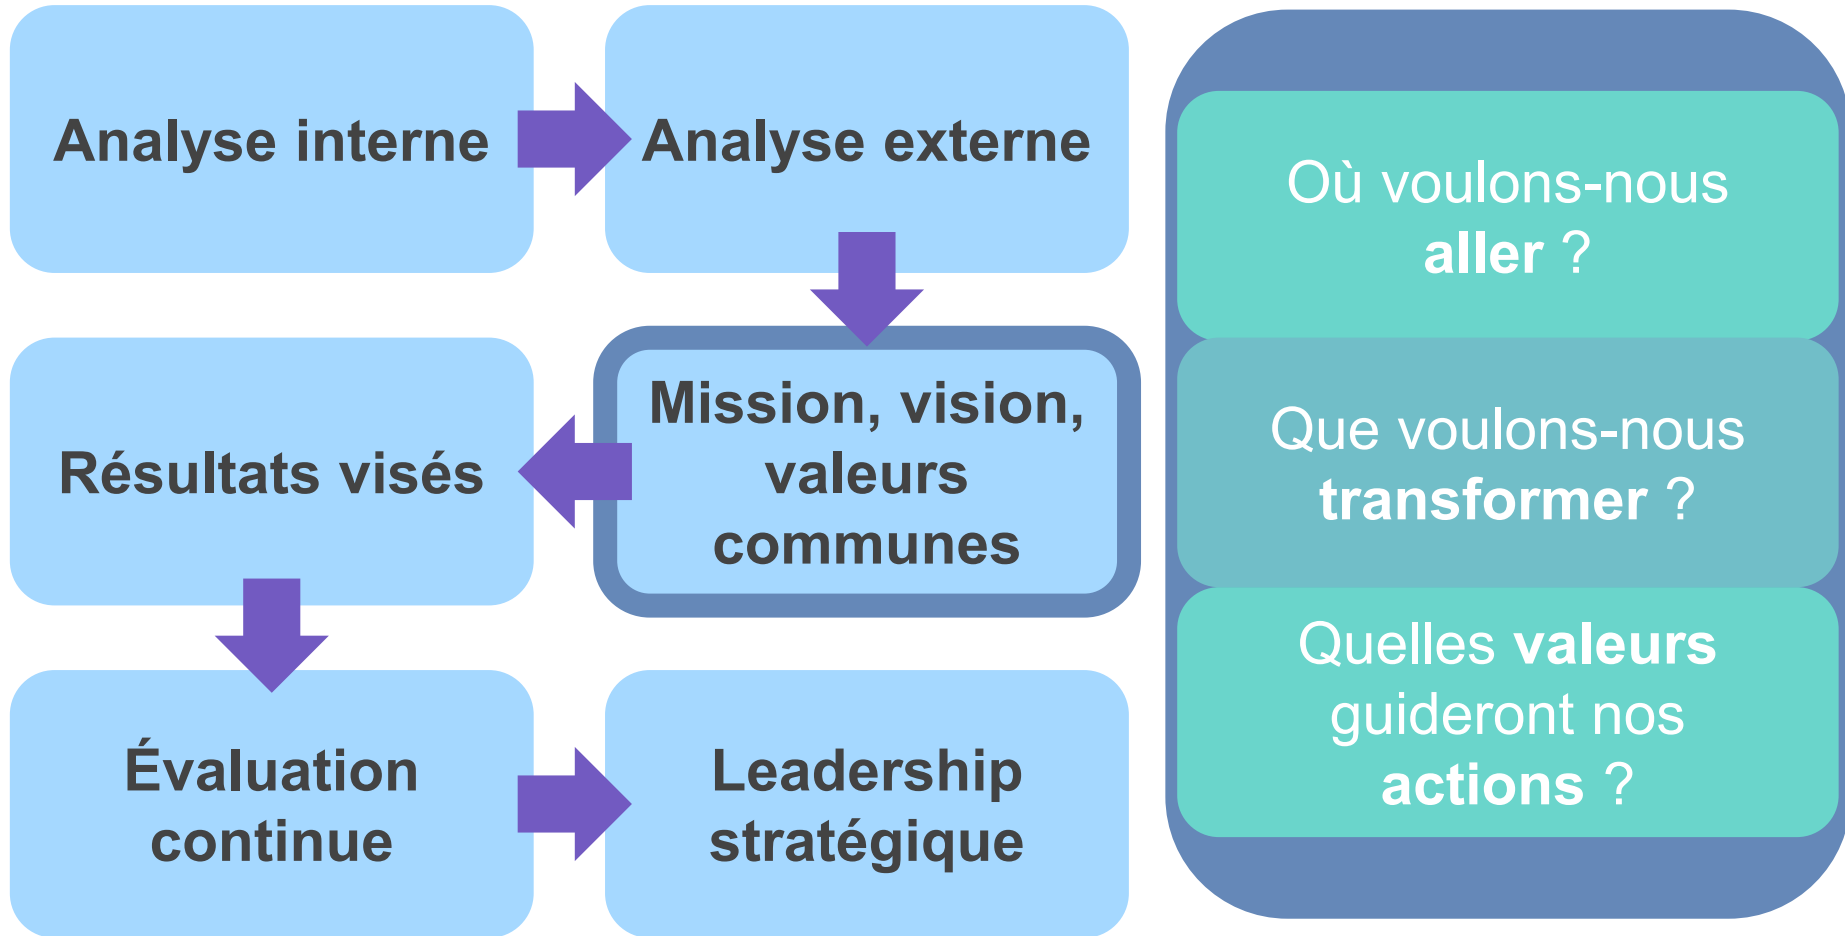 Analyse interne
Analyse externe
Mission, vision,
valeurs
communes
Résultats visés
Évaluation
continue
Leadership
stratégique
Où voulons-nous
aller ?
Que voulons-nous
transformer ?
Quelles valeurs
guideront nos
actions ?